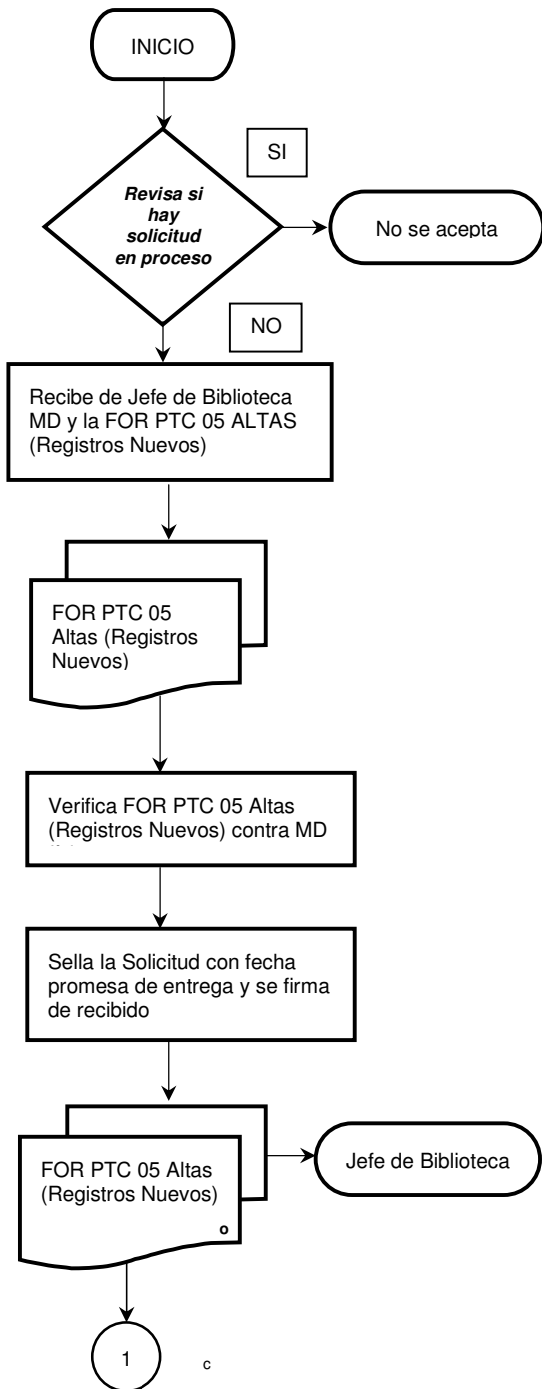 INICIO
SI
Revisa si
hay
solicitud
en proceso
No se acepta
NO
Recibe de Jefe de Biblioteca
MD y la FOR PTC 05 ALTAS
(Registros Nuevos)
FOR PTC 05
Altas (Registros
Nuevos)
Verifica FOR PTC 05 Altas
(Registros Nuevos) contra MD
Sella la Solicitud con fecha
promesa de entrega y se firma
de recibido
FOR PTC 05 Altas
(Registros Nuevos)
o
Jefe de Biblioteca
1
c